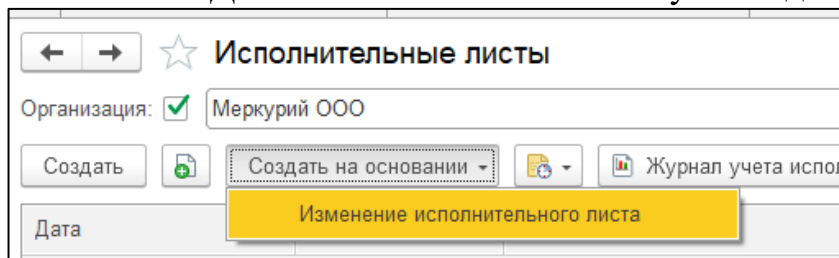 Исполнительные листы
Организация: Меркурий ООО
Создать Создать на основании Журнал учета испол
Изменение исполнительного листа
Дата